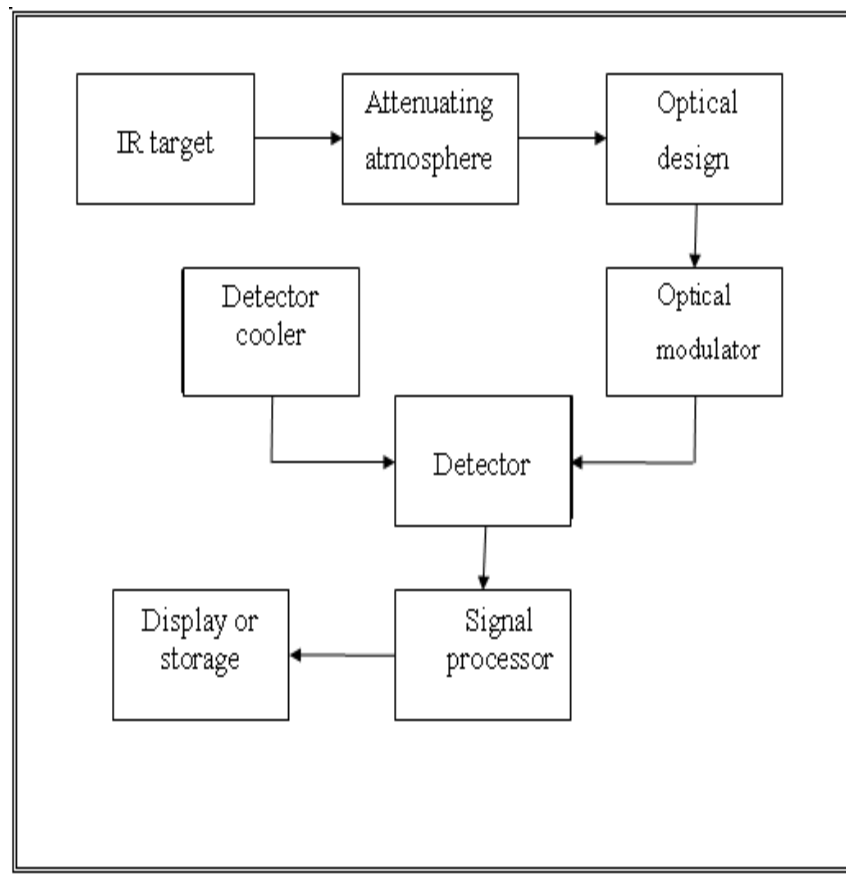 IR target
Attenuating
atmosphere
Optical
design
Detector
cooler
Optical
modulator
Detector
Display or
storage
Signal
processor